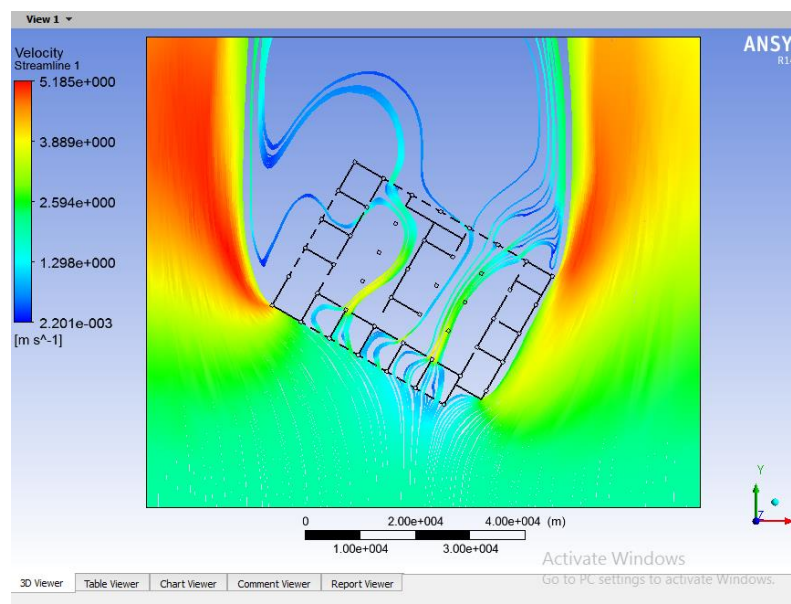 View 1
Velocity
Streamline 1
5.185e+000
3.889e+000
2.594e+000
1.298e+000
2.201e-003
[m s^-1]
ANSY
R14
Y
Z
0 2.00e+004 4.00e+004 (m)
1.00e+004 3.00e+004
Activate Windows
Go to PC settings to activate Windows.
3D Viewer Table Viewer Chart Viewer Comment Viewer Report Viewer